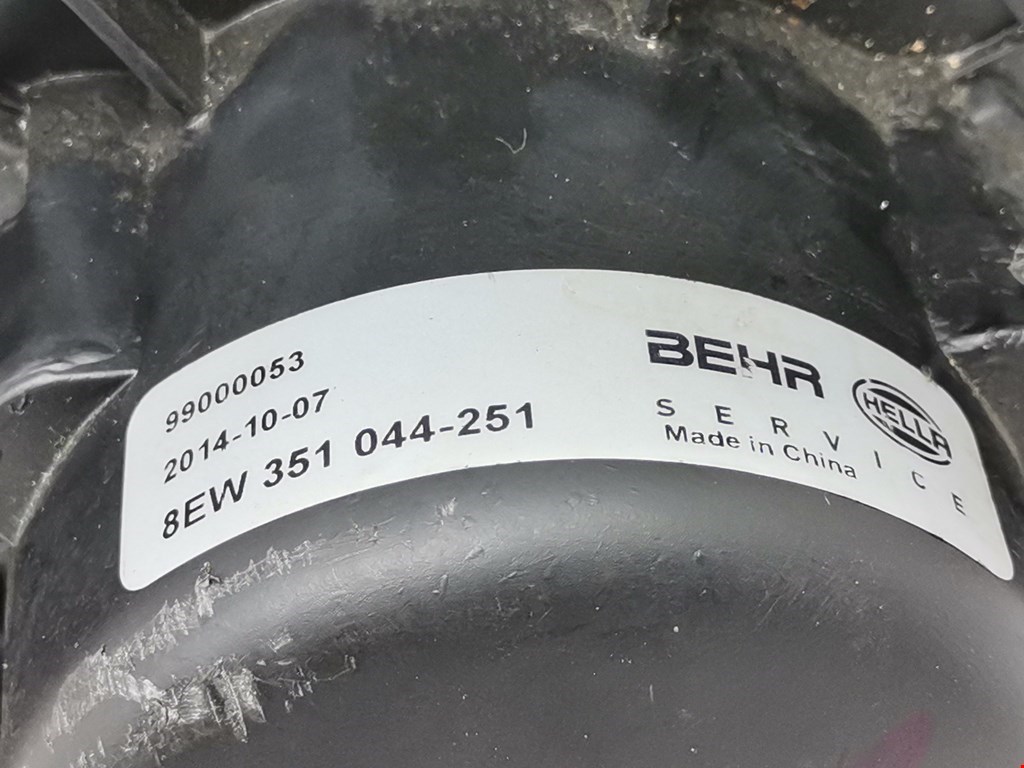 99000053
2014-10-07
8EW 351 044-251
BEHR
HELLA
SERVICE
Made in China